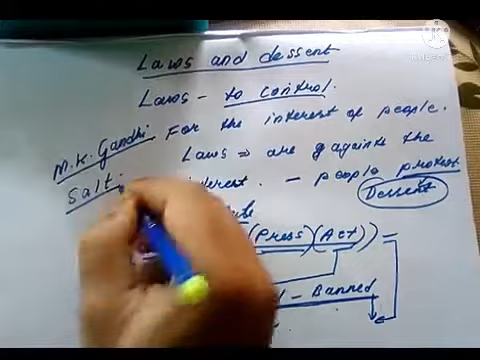 Laws and dessent
Laws - to control.
M.K. Gandhi
For the interest of people.
Salt.
Laws => are againts the
interest. - people protest
Dessent
(Press) (Act)) =
- Banned